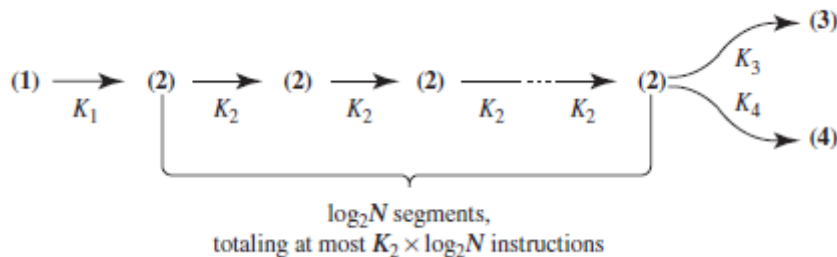 (3)
(1) (2) (2) (2) (2)
K₁ K₂ K₂ K₂ K₂ K₃
K₄
(4)
log₂N segments,
totaling at most K₂ × log₂N instructions